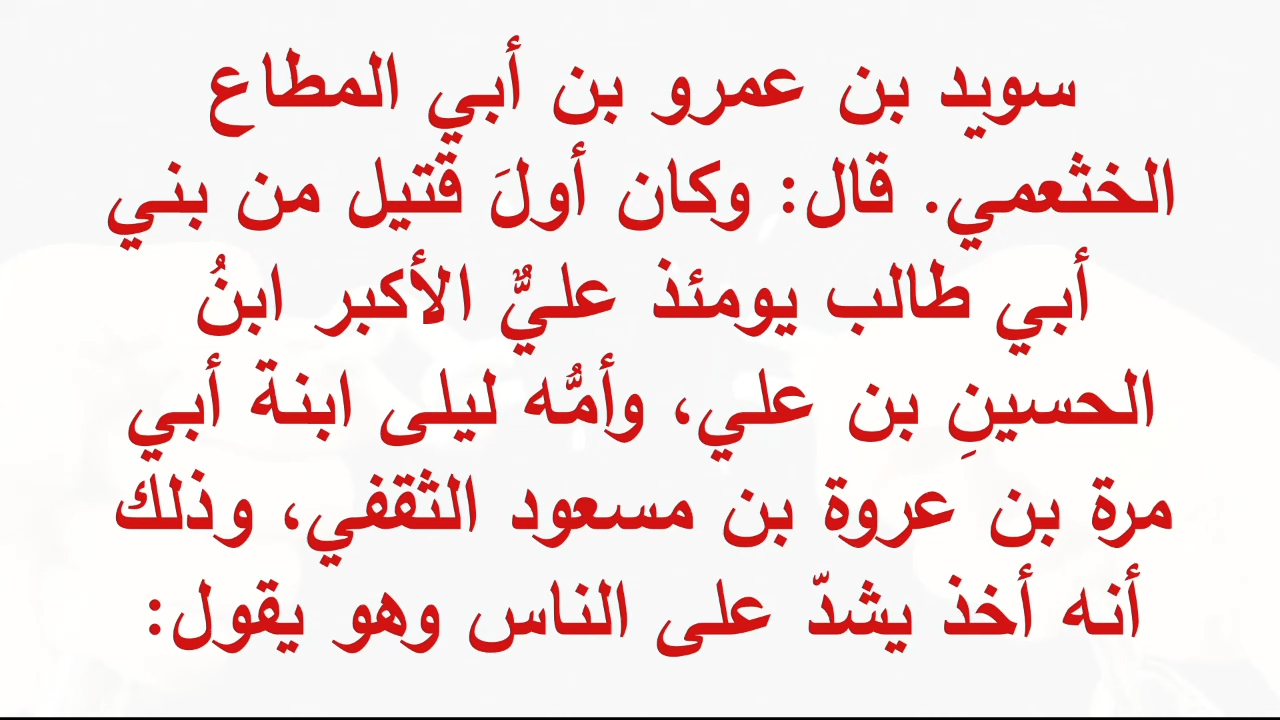 سويد بن عمرو بن أبي المطاع
الخثعمي. قال: وكان أولَ قتيل من بني
أبي طالب يومئذ عليٌّ الأكبر ابنُ
الحسينِ بن علي، وأمُّه ليلى ابنة أبي
مرة بن عروة بن مسعود الثقفي، وذلك
أنه أخذ يشدّ على الناس وهو يقول: